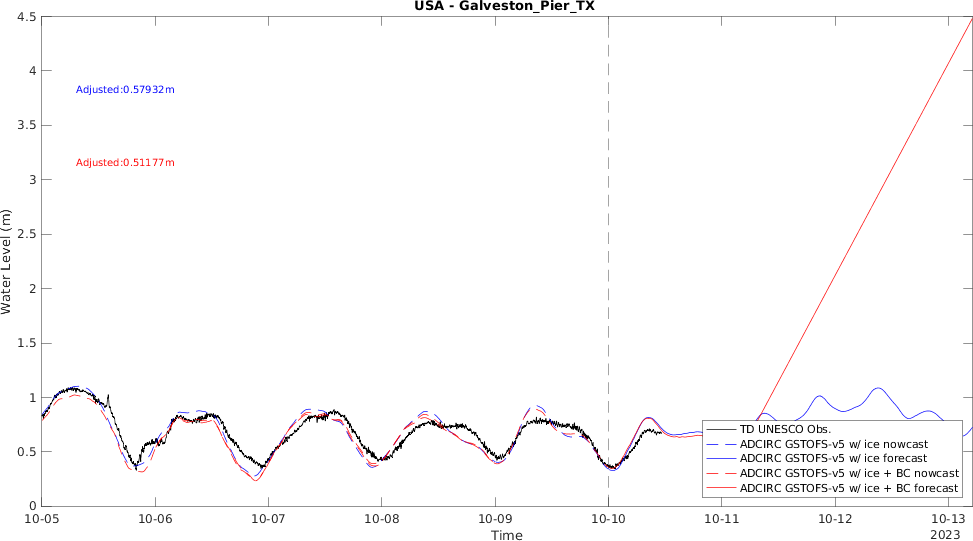 USA - Galveston_Pier_TX
4.5
4
3.5
3
2.5
2
1.5
1
0.5
0
Water Level (m)
Adjusted:0.57932m
Adjusted:0.51177m
TD UNESCO Obs.
ADCIRC GSTOFS-v5 w/ ice nowcast
ADCIRC GSTOFS-v5 w/ ice forecast
ADCIRC GSTOFS-v5 w/ ice + BC nowcast
ADCIRC GSTOFS-v5 w/ ice + BC forecast
10-05 10-06 10-07 10-08 10-09 10-10 10-11 10-12 10-13
2023
Time